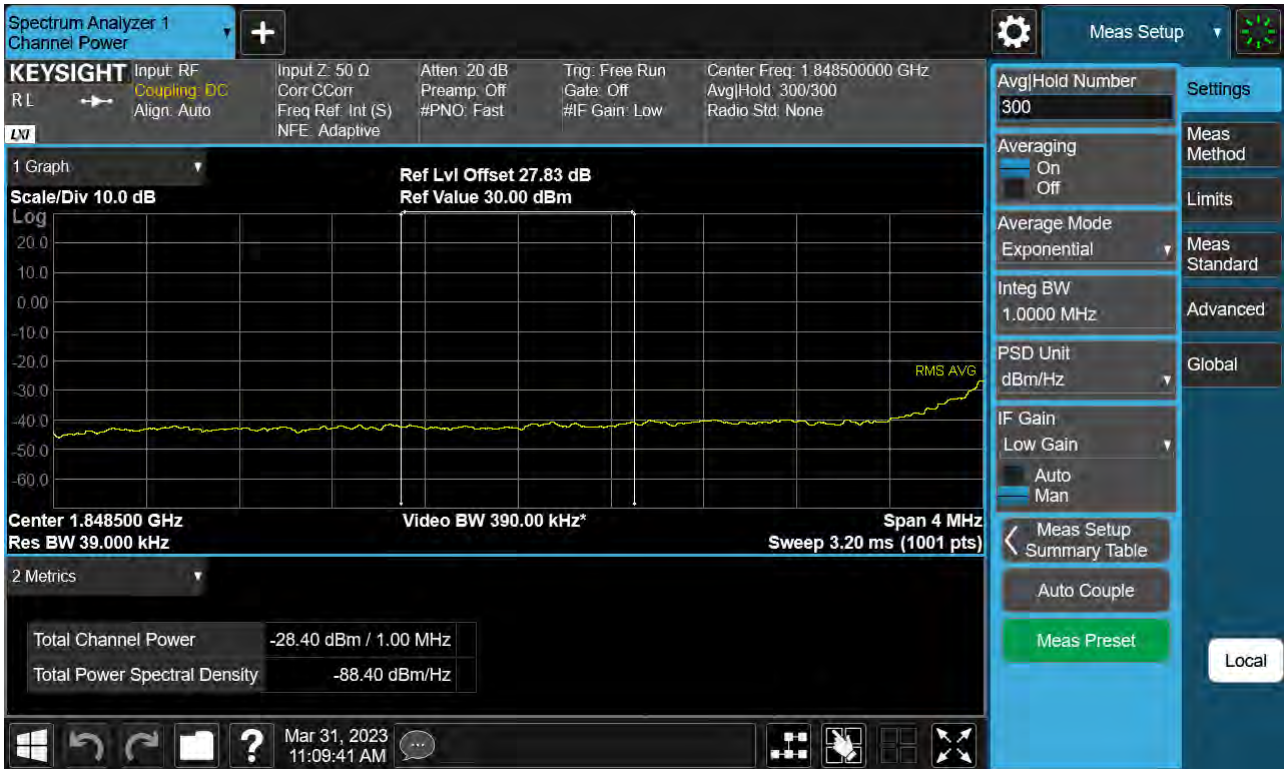 Spectrum Analyzer 1
Channel Power
+
Meas Setup
KEYSIGHT
RL
LXI
Input: RF
Coupling: DC
Align: Auto
Input Z: 50 Ω
Corr CCorr
Freq Ref: Int (S)
NFE: Adaptive
Atten: 20 dB
Preamp: Off
#PNO: Fast
Trig: Free Run
Gate: Off
#IF Gain: Low
Center Freq: 1.848500000 GHz
Avg|Hold: 300/300
Radio Std: None
1 Graph
Scale/Div 10.0 dB
Ref Lvl Offset 27.83 dB
Ref Value 30.00 dBm
Log
20.0
10.0
0.00
-10.0
-20.0
-30.0
-40.0
-50.0
-60.0
RMS AVG
Center 1.848500 GHz
Video BW 390.00 kHz*
Span 4 MHz
Res BW 39.000 kHz
Sweep 3.20 ms (1001 pts)
2 Metrics
Total Channel Power
-28.40 dBm / 1.00 MHz
Total Power Spectral Density
-88.40 dBm/Hz
?
Mar 31, 2023
11:09:41 AM
Avg|Hold Number
300
Averaging
On
Off
Average Mode
Exponential
Integ BW
1.0000 MHz
PSD Unit
dBm/Hz
IF Gain
Low Gain
Auto
Man
Meas Setup
Summary Table
Auto Couple
Meas Preset
Settings
Meas
Method
Limits
Meas
Standard
Advanced
Global
Local